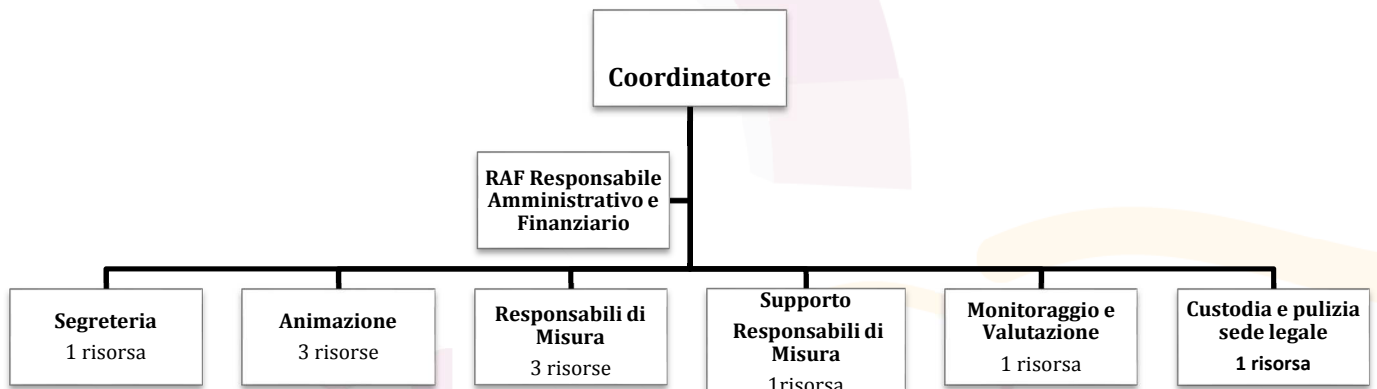 Coordinatore
RAF Responsabile
Amministrativo e
Finanziario
Segreteria
1 risorsa
Animazione
3 risorse
Responsabili di
Misura
3 risorse
Supporto
Responsabili di
Misura
1risorsa
Monitoraggio e
Valutazione
1 risorsa
Custodia e pulizia
sede legale
1 risorsa